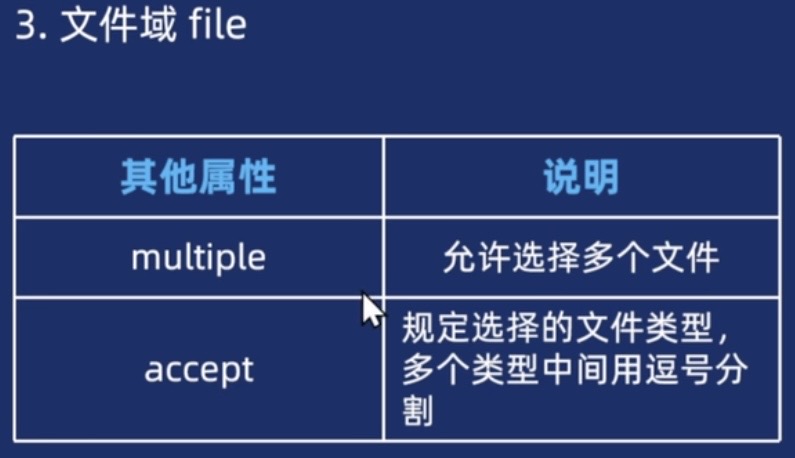 3. 文件域 file
其他属性
说明
multiple
允许选择多个文件
accept
规定选择的文件类型，
多个类型中间用逗号分
割